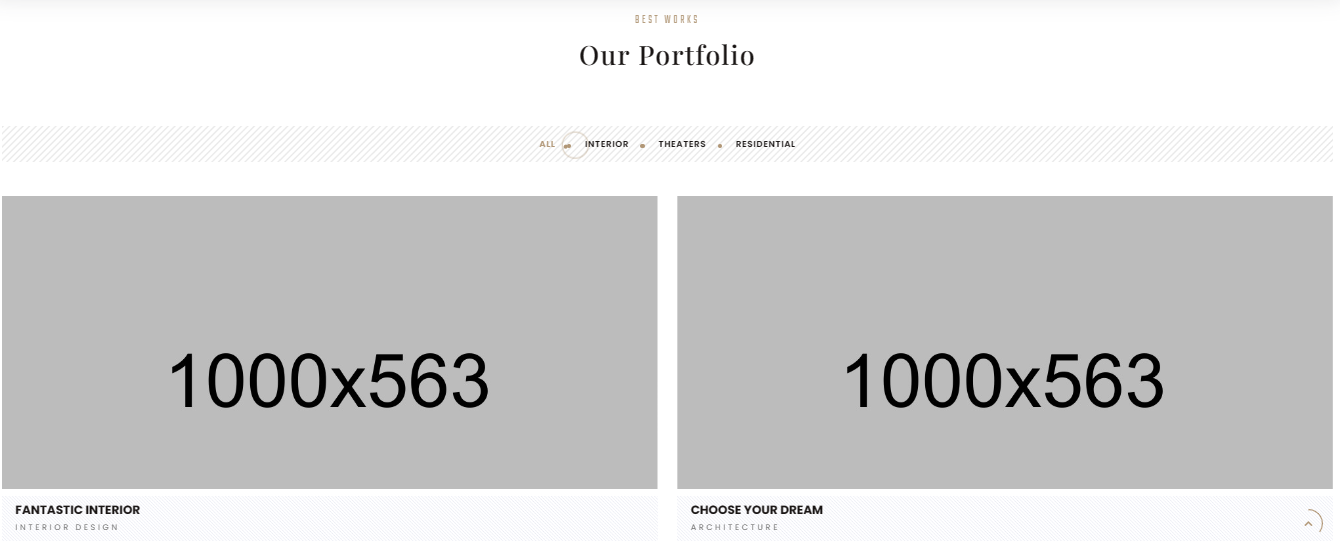 BEST WORKS
Our Portfolio
ALL INTERIOR THEATERS RESIDENTIAL
1000x563 1000x563
FANTASTIC INTERIOR
INTERIOR DESIGN
CHOOSE YOUR DREAM
ARCHITECTURE